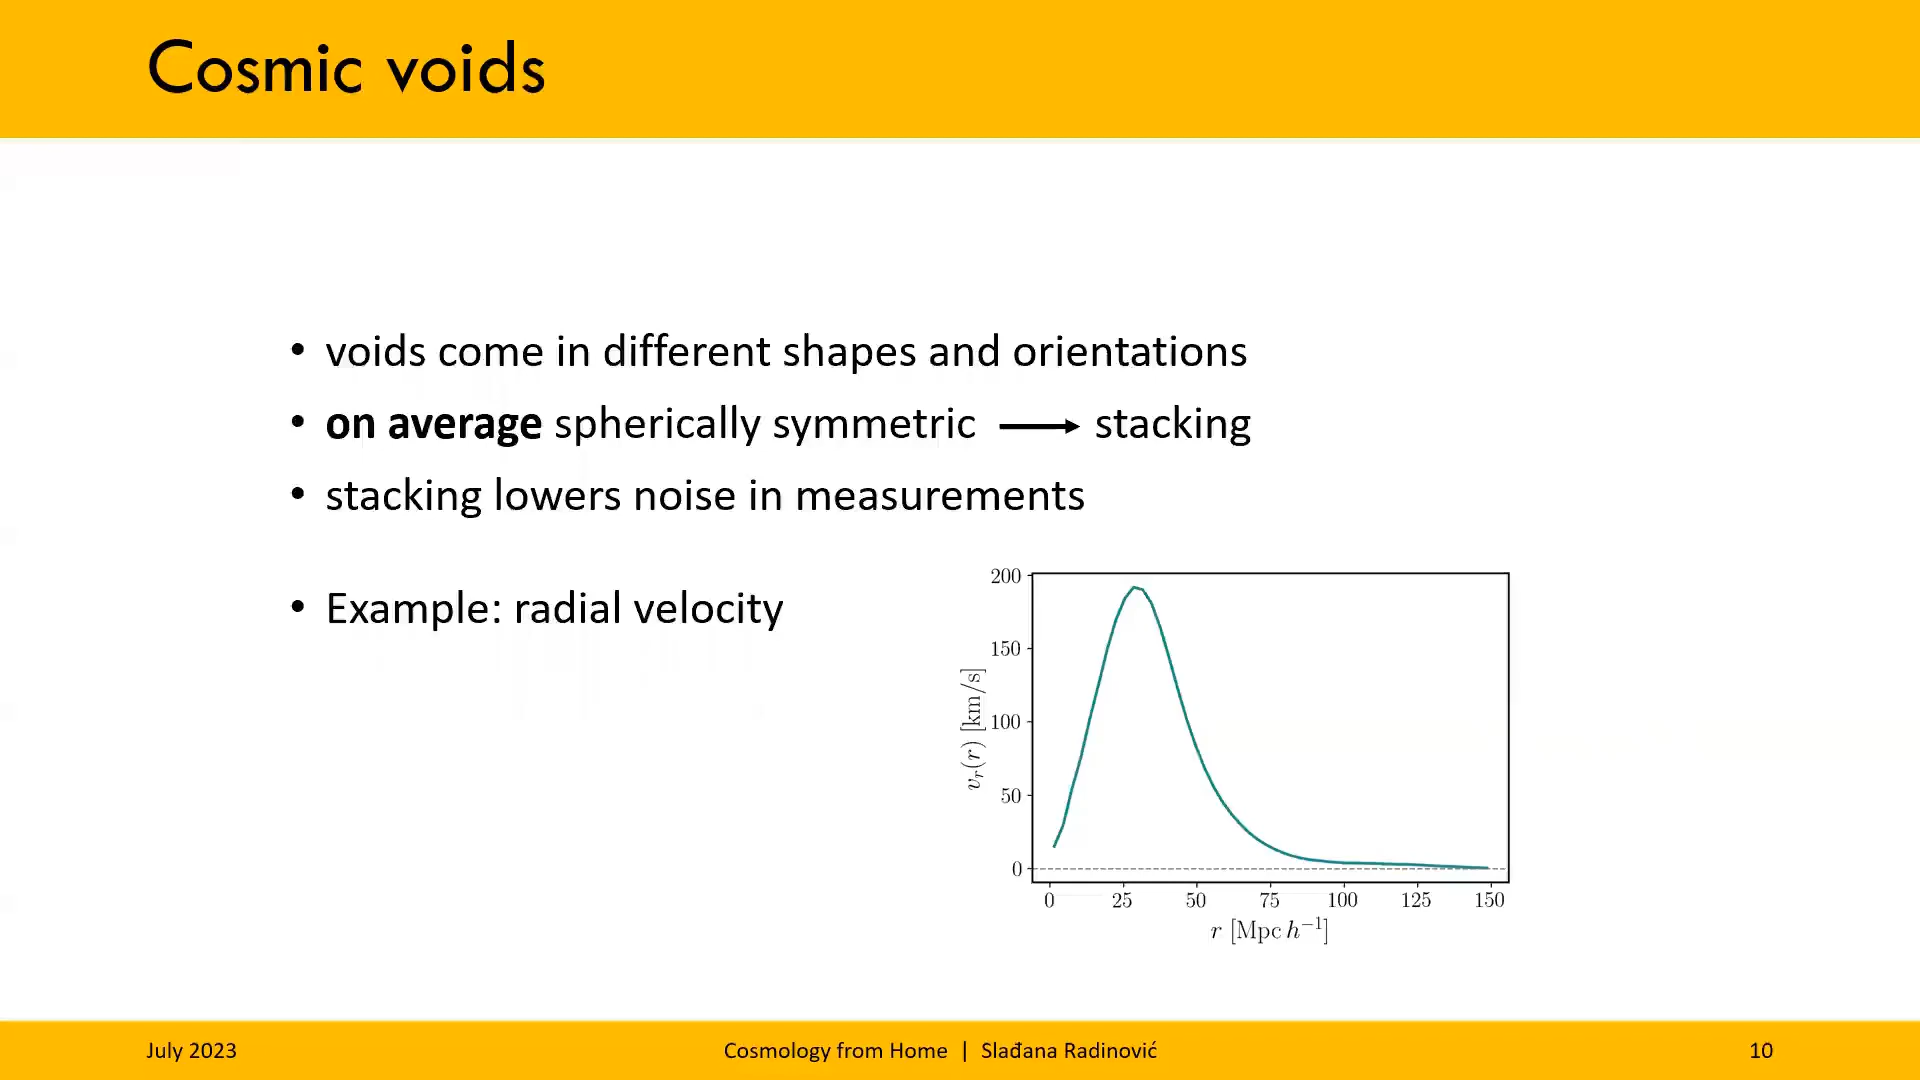 Cosmic voids
• voids come in different shapes and orientations
• on average spherically symmetric ⟶ stacking
• stacking lowers noise in measurements
• Example: radial velocity
200
150
100
50
0
v_r(r) [km/s]
0 25 50 75 100 125 150
r [Mpc h⁻¹]
July 2023
Cosmology from Home | Slađana Radinović
10